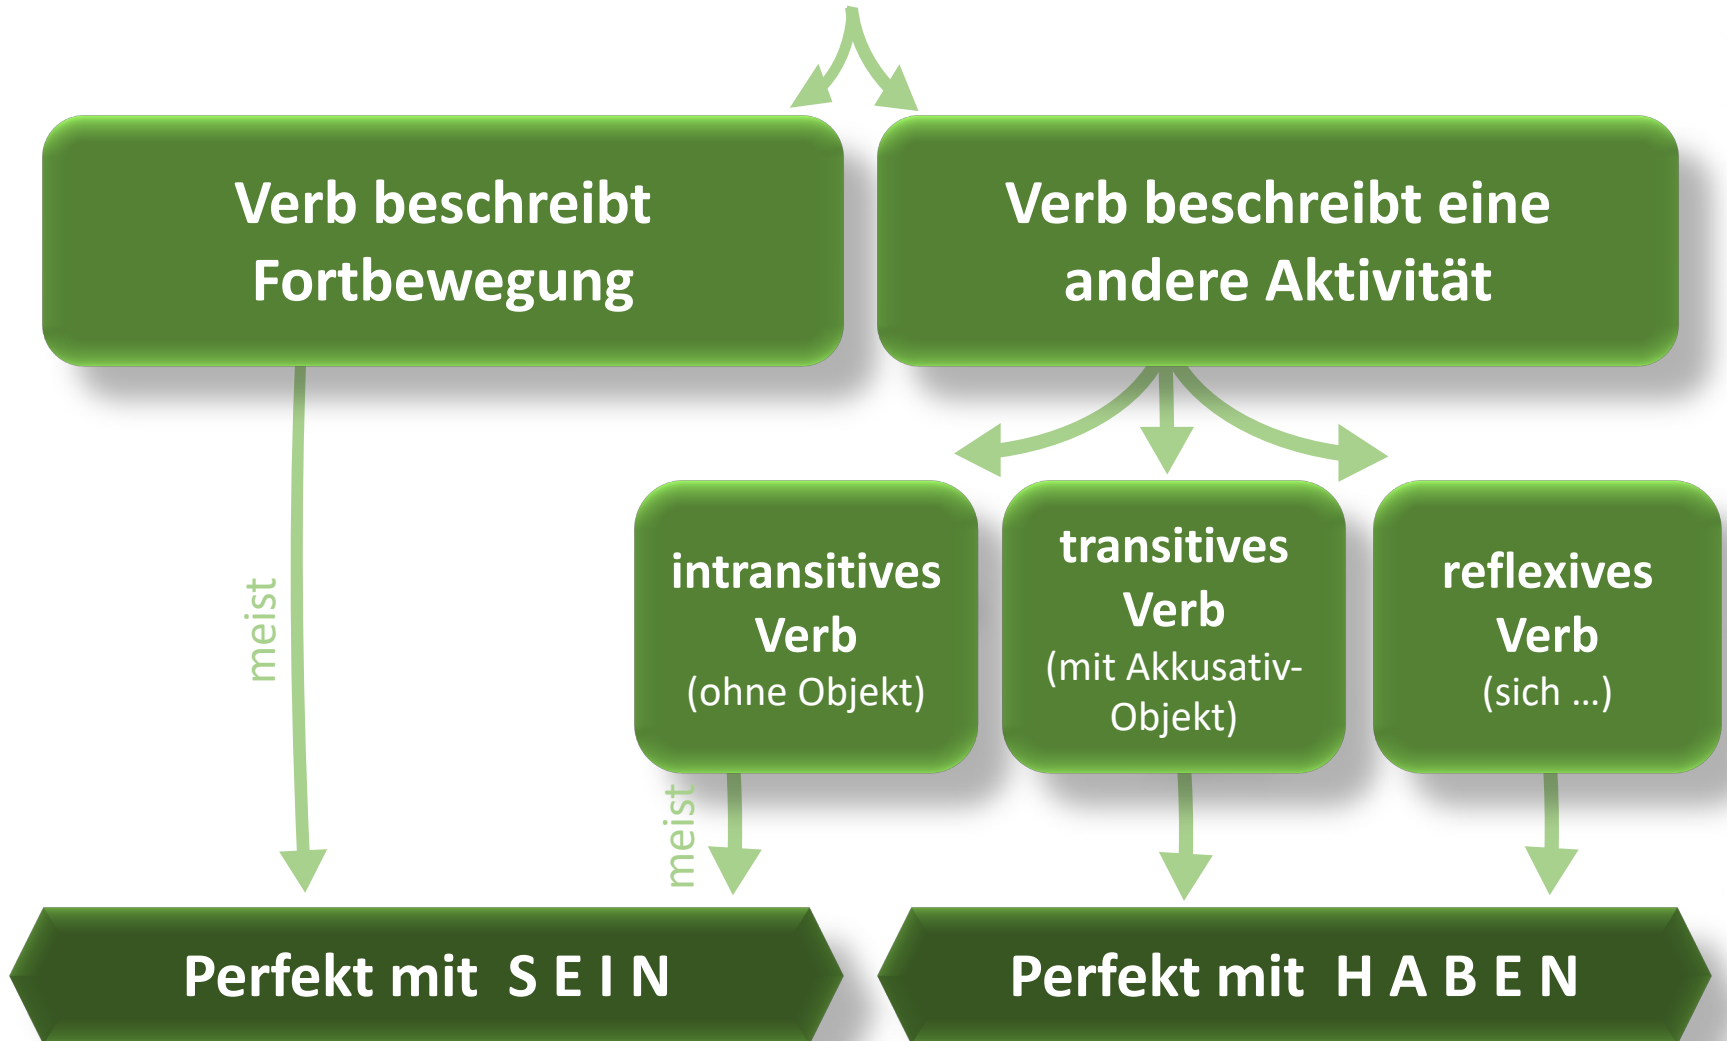 Verb beschreibt
Fortbewegung
Verb beschreibt eine
andere Aktivität
meist
intransitives
Verb
(ohne Objekt)
transitives
Verb
(mit Akkusativ-
Objekt)
reflexives
Verb
(sich ...)
meist
Perfekt mit S E I N
Perfekt mit H A B E N